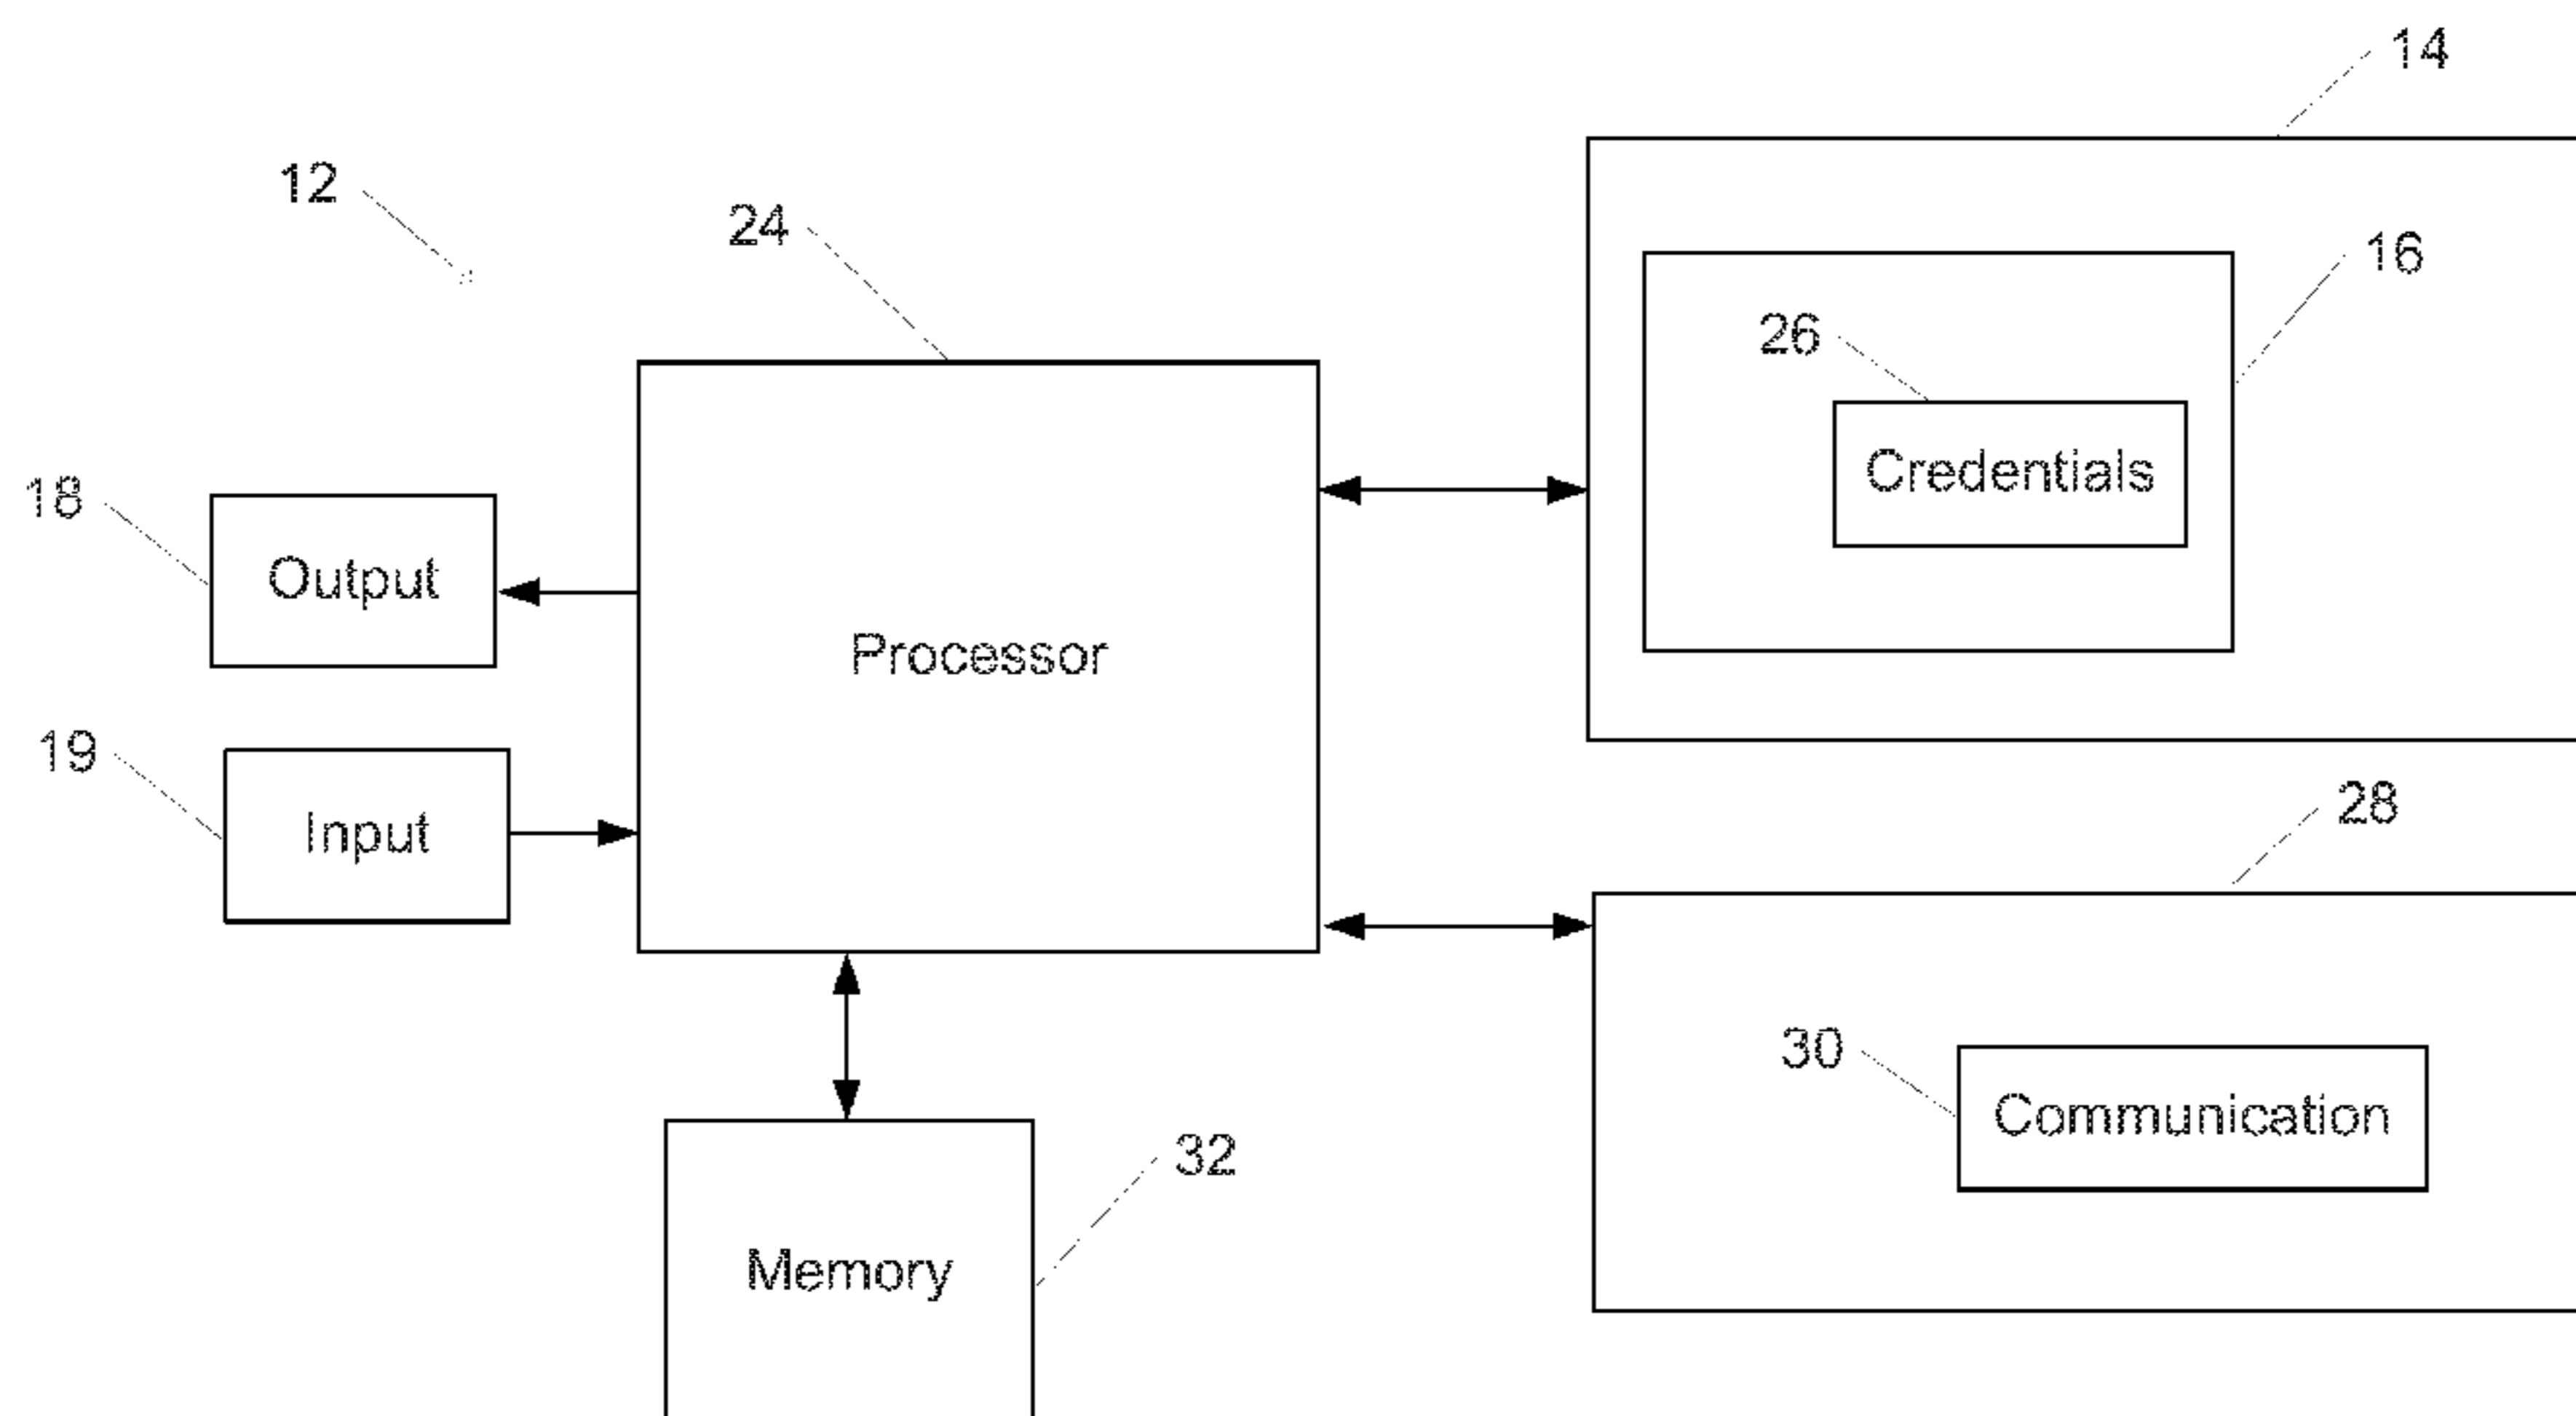 14
12
24
16
26
Credentials
18
Output
Processor
19
Input
28
30
Communication
32
Memory